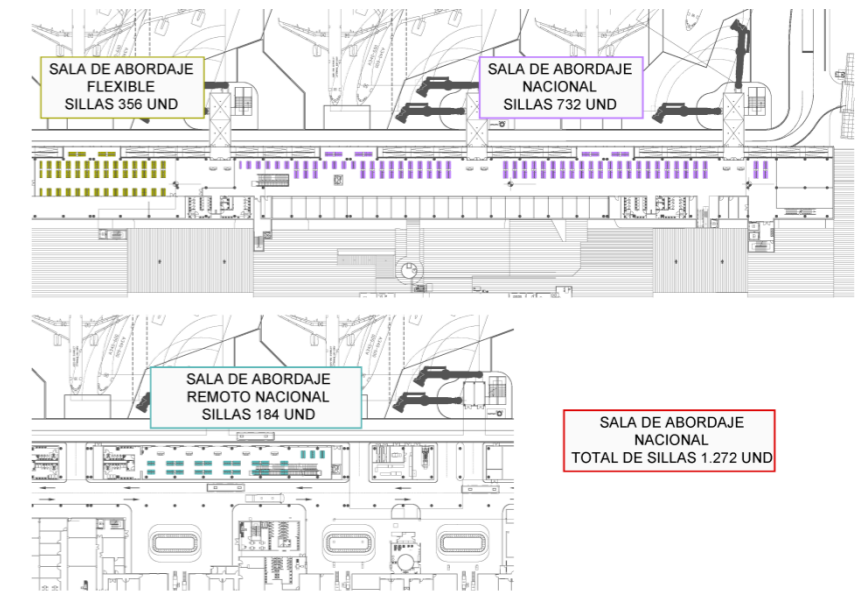 SALA DE ABORDAJE
FLEXIBLE
SILLAS 356 UND
SALA DE ABORDAJE
NACIONAL
SILLAS 732 UND
SALA DE ABORDAJE
REMOTO NACIONAL
SILLAS 184 UND
SALA DE ABORDAJE
NACIONAL
TOTAL DE SILLAS 1.272 UND